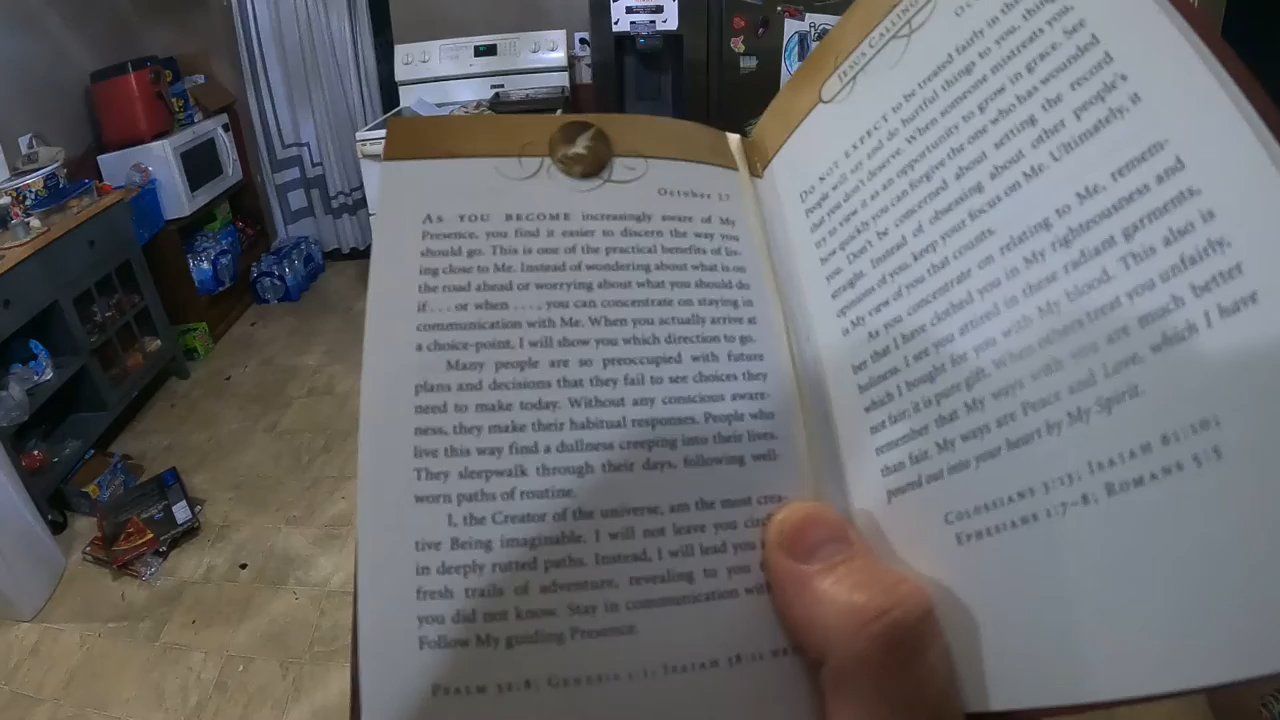 October 17
AS YOU BECOME increasingly aware of My
Presence, you find it easier to discern the way you
should go. This is one of the practical benefits of liv-
ing close to Me. Instead of wondering about what is on
the road ahead or worrying about what you should do
if . . . or when . . . , you can concentrate on staying in
communication with Me. When you actually arrive at
a choice-point, I will show you which direction to go.
Many people are so preoccupied with future
plans and decisions that they fail to see choices they
need to make today. Without any conscious aware-
ness, they make their habitual responses. People who
live this way find a dullness creeping into their lives.
They sleepwalk through their days, following well-
worn paths of routine.
I, the Creator of the universe, am the most crea-
tive Being imaginable. I will not leave you
in deeply rutted paths. Instead, I will lead you
fresh trails of adventure, revealing to you
you did not know. Stay in communication with
Follow My guiding Presence.
PSALM 32:8; GENESIS 1:1; ISAIAH 58:11
JESUS CALLING
DO NOT EXPECT to be treated fairly in this
People will say and do hurtful things to you, things
that you don't deserve. When someone mistreats you,
try to view it as an opportunity to grow in grace. See
how quickly you can forgive the one who has wounded
you. Don't be concerned about setting the record
straight. Instead of obsessing about other people's
opinions of you, keep your focus on Me. Ultimately, it
is My view of you that counts.
As you concentrate on relating to Me, remem-
ber that I have clothed you in My righteousness and
holiness. I see you attired in these radiant garments,
which I bought for you with My blood. This also is
not fair; it is pure gift. When others treat you unfairly,
remember that My ways with you are much better
than fair. My ways are Peace and Love, which I have
poured out into your heart by My Spirit.
COLOSSIANS 3:13; ISAIAH 61:10;
EPHESIANS 1:7–8; ROMANS 5:5